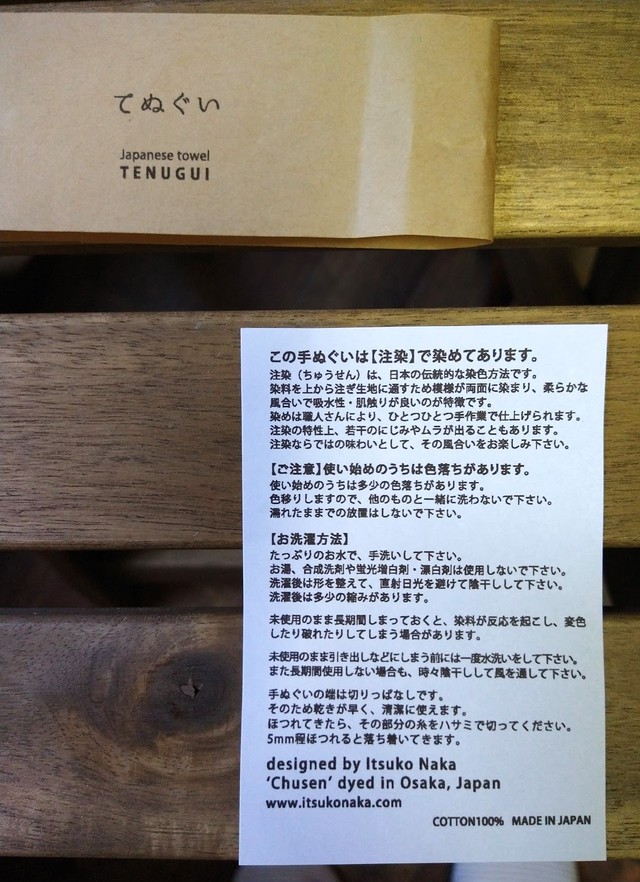 てぬぐい
Japanese towel
TENUGUI
この手ぬぐいは【注染】で染めてあります。
注染（ちゅうせん）は、日本の伝統的な染色方法です。
染料を上から注ぎ生地に通すため模様が両面に染まり、柔らかな
風合いで吸水性・肌触りが良いのが特徴です。
染めは職人さんにより、ひとつひとつ手作業で仕上げられます。
注染の特性上、若干のにじみやムラが出ることもあります。
注染ならではの味わいとして、その風合いをお楽しみ下さい。
【ご注意】使い始めのうちは色落ちがあります。
使い始めのうちは多少の色落ちがあります。
色移りしますので、他のものと一緒に洗わないで下さい。
濡れたままでの放置はしないで下さい。
【お洗濯方法】
たっぷりのお水で、手洗いして下さい。
お湯、合成洗剤や蛍光増白剤・漂白剤は使用しないで下さい。
洗濯後は形を整えて、直射日光を避けて陰干しして下さい。
洗濯後は多少の縮みがあります。
未使用のまま長期間しまっておくと、染料が反応を起こし、変色
したり破れたりしてしまう場合があります。
未使用のまま引き出しなどにしまう前には一度水洗いをして下さい。
また長期間使用しない場合も、時々陰干しして風を通して下さい。
手ぬぐいの端は切りっぱなしです。
そのため乾きが早く、清潔に使えます。
ほつれてきたら、その部分の糸をハサミで切ってください。
5mm程ほつれると落ち着いてきます。
designed by Itsuko Naka
‘Chusen’ dyed in Osaka, Japan
www.itsukonaka.com
COTTON100% MADE IN JAPAN